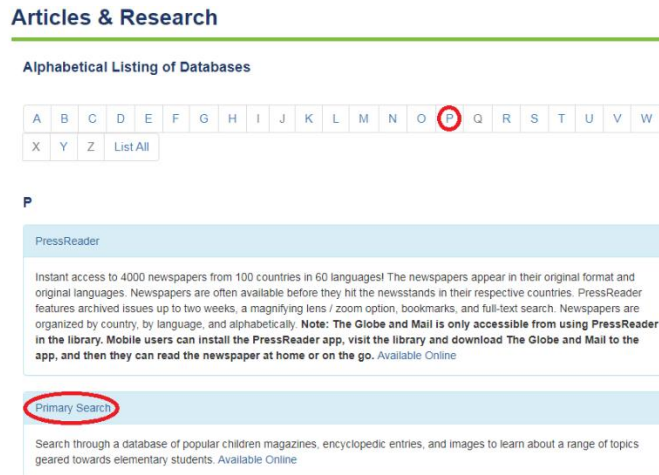 Articles & Research
Alphabetical Listing of Databases
A B C D E F G H I J K L M N O P Q R S T U V W
X Y Z List All
P
PressReader
Instant access to 4000 newspapers from 100 countries in 60 languages! The newspapers appear in their original format and
original languages. Newspapers are often available before they hit the newsstands in their respective countries. PressReader
features archived issues up to two weeks, a magnifying lens / zoom option, bookmarks, and full-text search. Newspapers are
organized by country, by language, and alphabetically. Note: The Globe and Mail is only accessible from using PressReader
in the library. Mobile users can install the PressReader app, visit the library and download The Globe and Mail to the
app, and then they can read the newspaper at home or on the go. Available Online
Primary Search
Search through a database of popular children magazines, encyclopedic entries, and images to learn about a range of topics
geared towards elementary students. Available Online